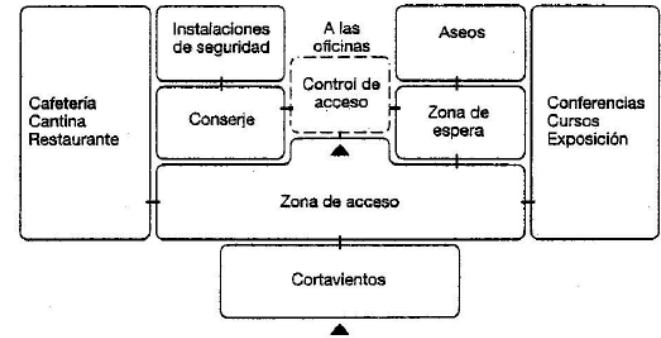 Instalaciones
de seguridad
A las
oficinas
Aseos
Control de
acceso
Cafetería
Cantina
Restaurante
Conserje
Zona de
espera
Conferencias
Cursos
Exposición
Zona de acceso
Cortavientos